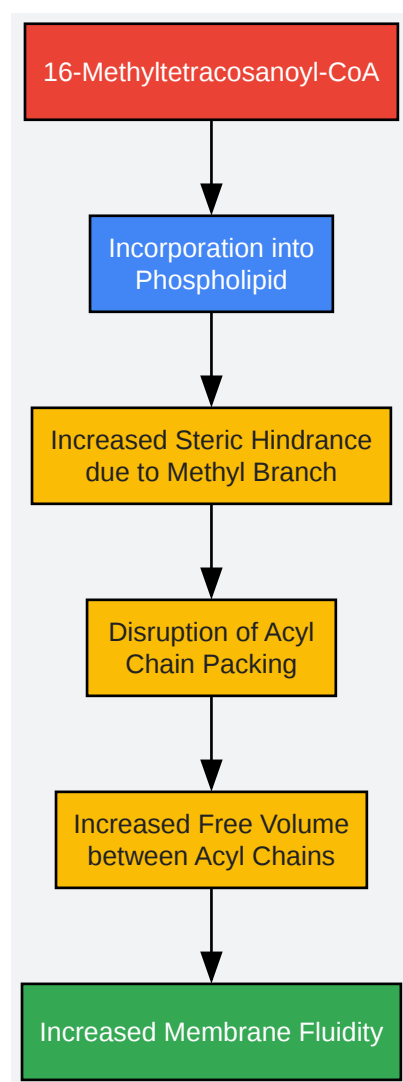 16-Methyltetracosanoyl-CoA
Incorporation into
Phospholipid
Increased Steric Hindrance
due to Methyl Branch
Disruption of Acyl
Chain Packing
Increased Free Volume
between Acyl Chains
Increased Membrane Fluidity